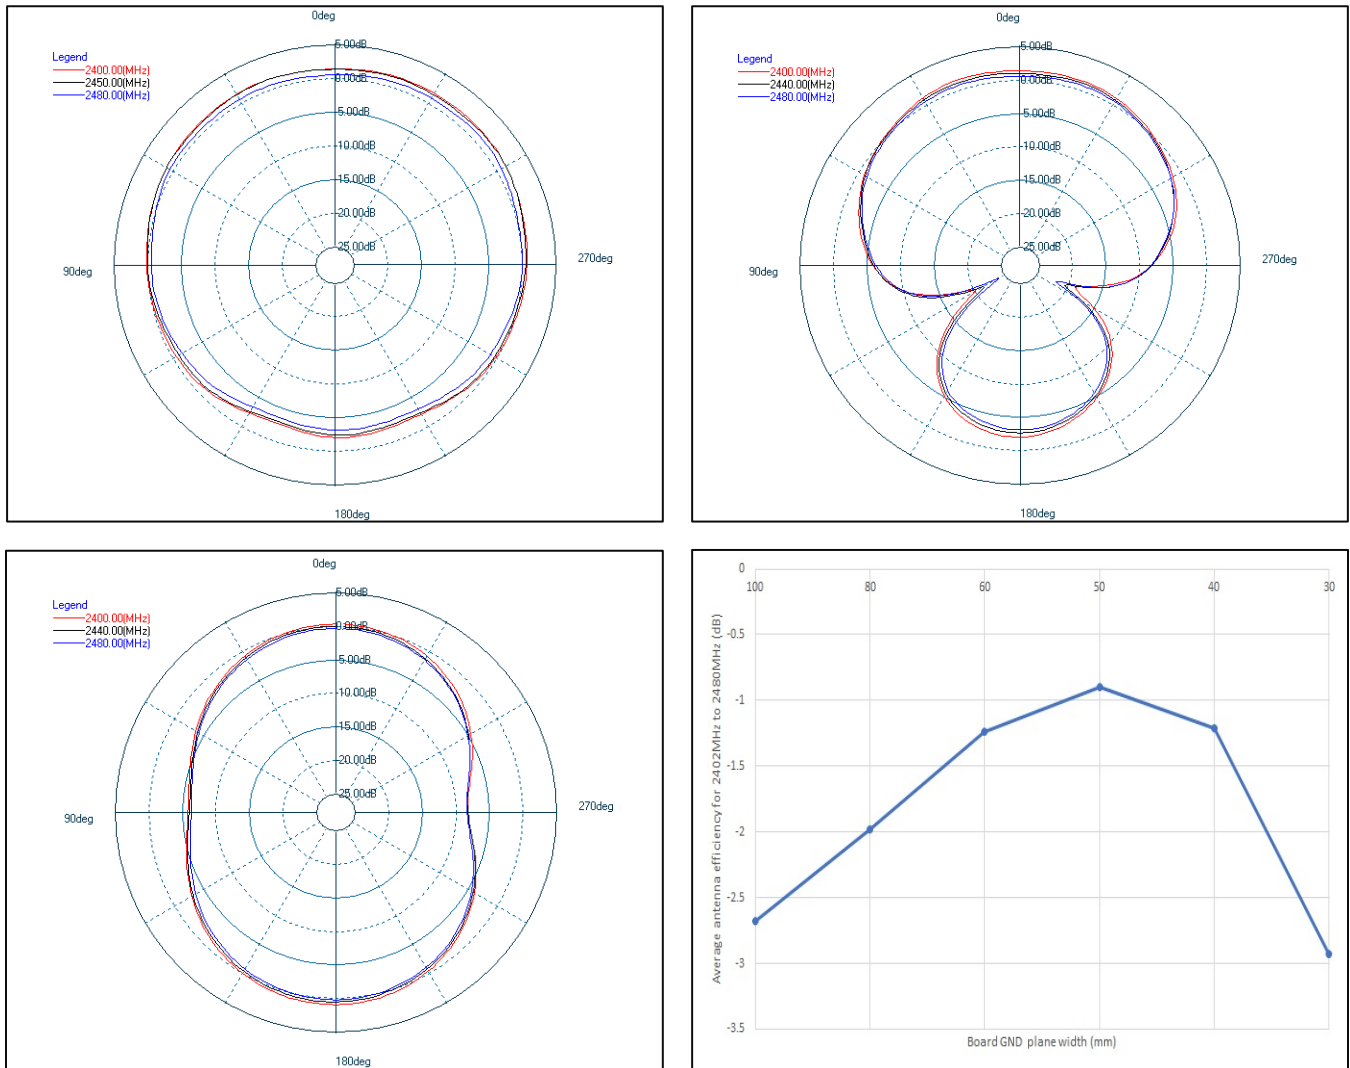 0deg
Legend
2400.00(MHz)
2450.00(MHz)
2480.00(MHz)
5.00dB
0.00dB
5.00dB
10.00dB
15.00dB
20.00dB
25.00dB
90deg
270deg
180deg
0deg
Legend
2400.00(MHz)
2440.00(MHz)
2480.00(MHz)
5.00dB
0.00dB
5.00dB
10.00dB
15.00dB
20.00dB
25.00dB
90deg
270deg
180deg
0deg
Legend
2400.00(MHz)
2440.00(MHz)
2480.00(MHz)
5.00dB
0.00dB
5.00dB
10.00dB
15.00dB
20.00dB
25.00dB
90deg
270deg
180deg
0
100 80 60 50 40 30
-0.5
-1
-1.5
-2
-2.5
-3
-3.5
Average antenna efficiency for 2402MHz to 2480MHz (dB)
Board GND plane width (mm)